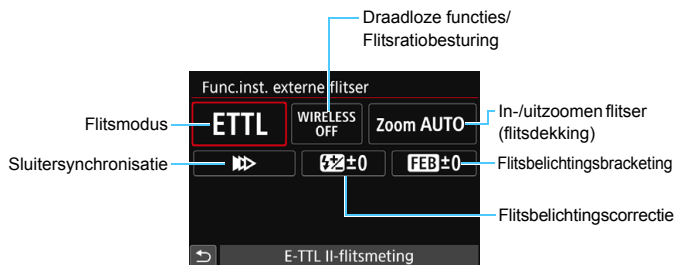 Draadloze functies/
Flitsratiobesturing
Func.inst. externe flitser
Flitsmodus
ETTL
WIRELESS
OFF
Zoom AUTO
In-/uitzoomen flitser
(flitsdekking)
Sluitersynchronisatie
±0
FEB±0
Flitsbelichtingsbracketing
Flitsbelichtingscorrectie
E-TTL II-flitsmeting